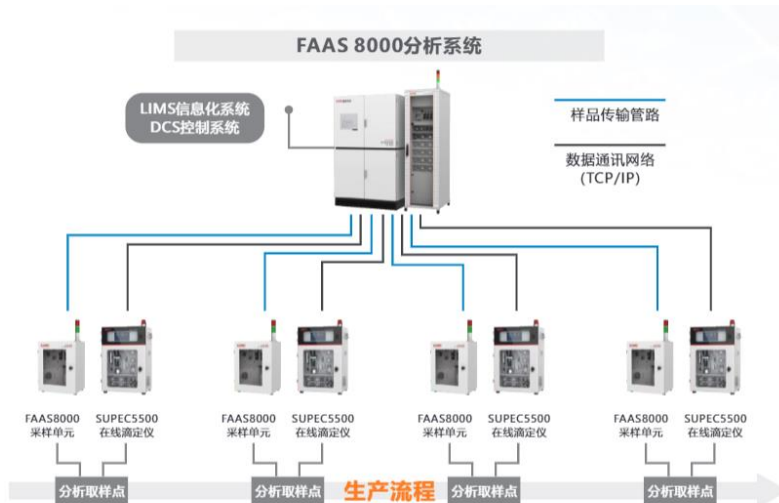 FAAS 8000分析系统
LIMS信息化系统
DCS控制系统
样品传输管路
数据通讯网络
(TCP/IP)
FAAS8000
采样单元
SUPEC5500
在线滴定仪
FAAS8000
采样单元
SUPEC5500
在线滴定仪
FAAS8000
采样单元
SUPEC5500
在线滴定仪
FAAS8000
采样单元
SUPEC5500
在线滴定仪
分析取样点
分析取样点
生产流程
分析取样点
分析取样点